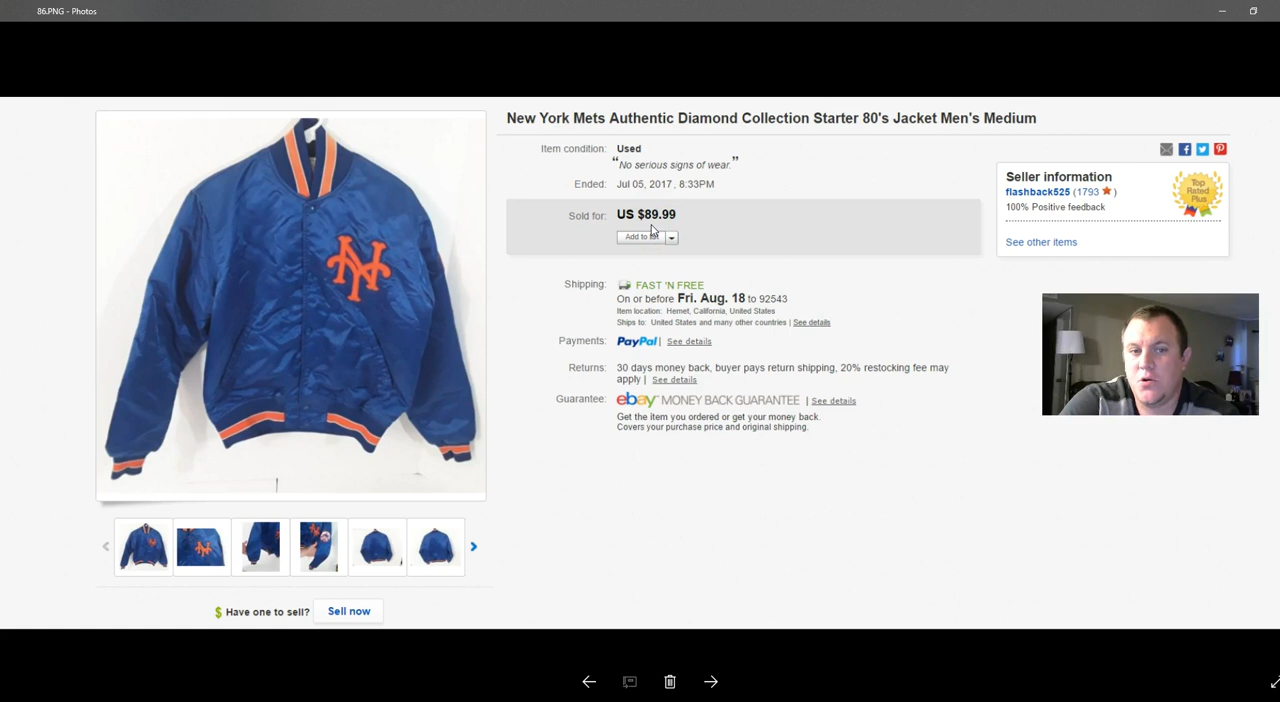 86.PNG - Photos
New York Mets Authentic Diamond Collection Starter 80's Jacket Men's Medium
Item condition: Used
“No serious signs of wear.”
Ended: Jul 05, 2017 , 8:33PM
Sold for: US $89.99
Add to
Shipping: FAST 'N FREE
On or before Fri. Aug. 18 to 92543
Item location: Hemet, California, United States
Ships to: United States and many other countries | See details
Payments: PayPal | See details
Returns: 30 days money back, buyer pays return shipping, 20% restocking fee may
apply | See details
Guarantee: ebay MONEY BACK GUARANTEE | See details
Get the item you ordered or get your money back.
Covers your purchase price and original shipping.
Seller information
flashback525 (1793 )
100% Positive feedback
Top
Rated
Plus
See other items
NY
$ Have one to sell? Sell now